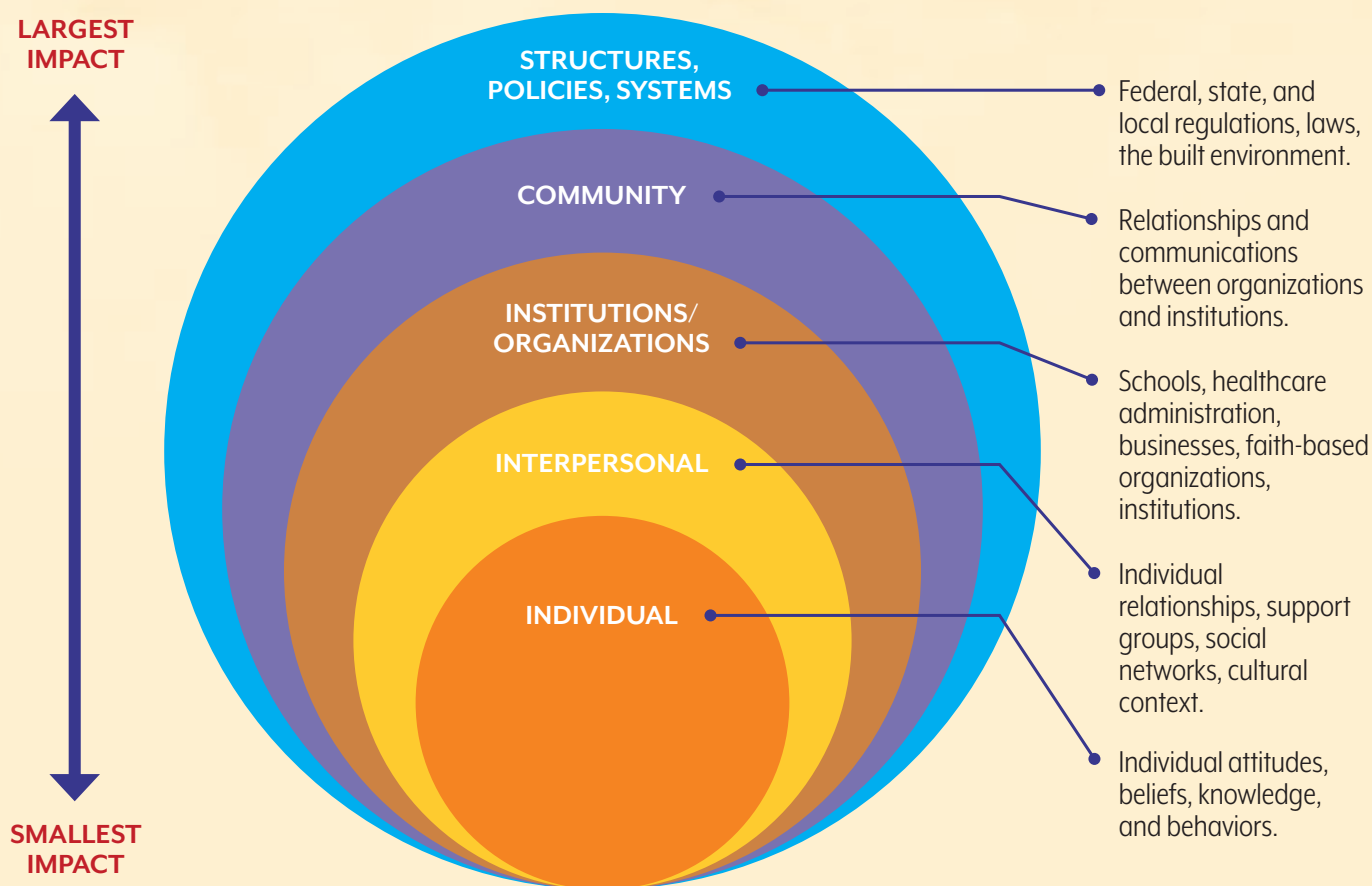 LARGEST
IMPACT
SMALLEST
IMPACT
STRUCTURES,
POLICIES, SYSTEMS
Federal, state, and
local regulations, laws,
the built environment.
COMMUNITY
Relationships and
communications
between organizations
and institutions.
INSTITUTIONS/
ORGANIZATIONS
Schools, healthcare
administration,
businesses, faith-based
organizations,
institutions.
INTERPERSONAL
Individual
relationships, support
groups, social
networks, cultural
context.
INDIVIDUAL
Individual attitudes,
beliefs, knowledge,
and behaviors.